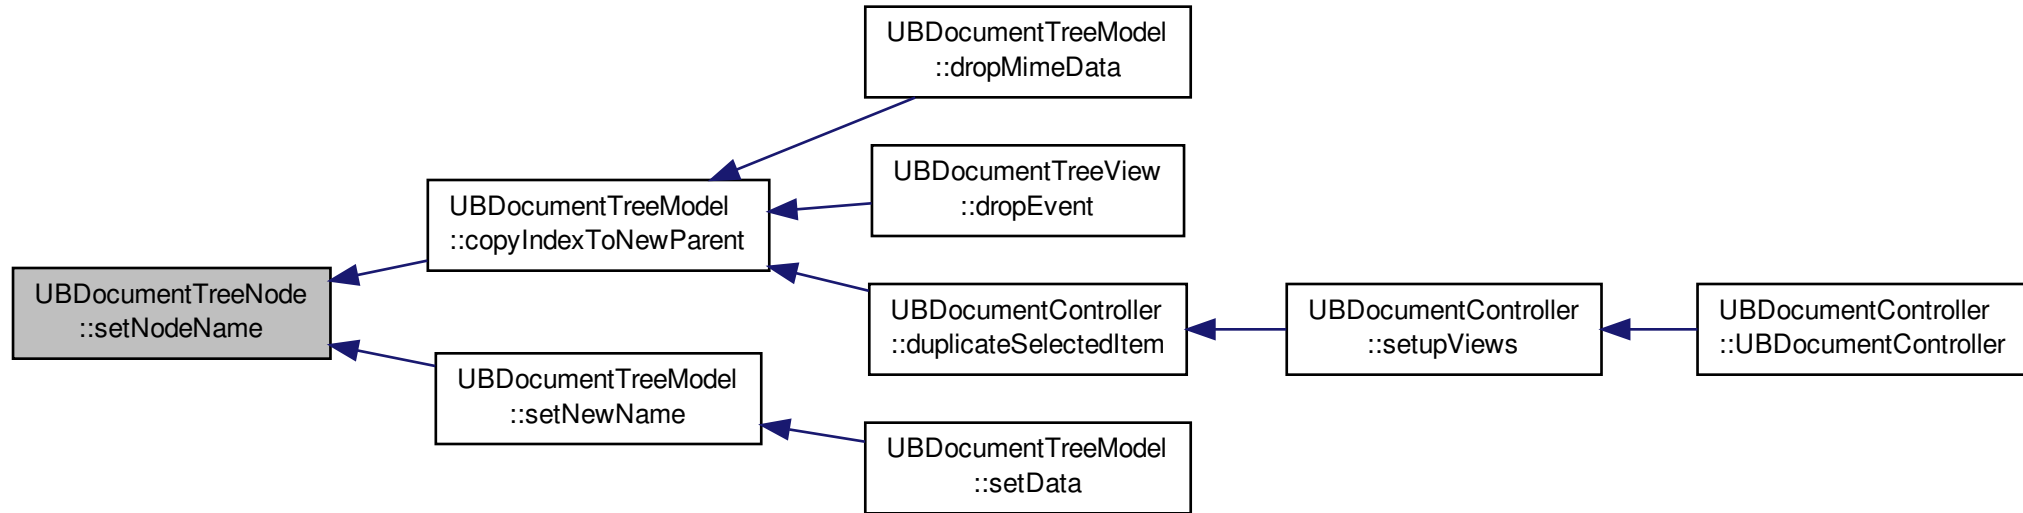 UBDocumentTreeModel
::dropMimeData
UBDocumentTreeView
::dropEvent
UBDocumentTreeModel
::copyIndexToNewParent
UBDocumentTreeNode
::setNodeName
UBDocumentController
::duplicateSelectedItem
UBDocumentController
::setupViews
UBDocumentController
::UBDocumentController
UBDocumentTreeModel
::setNewName
UBDocumentTreeModel
::setData